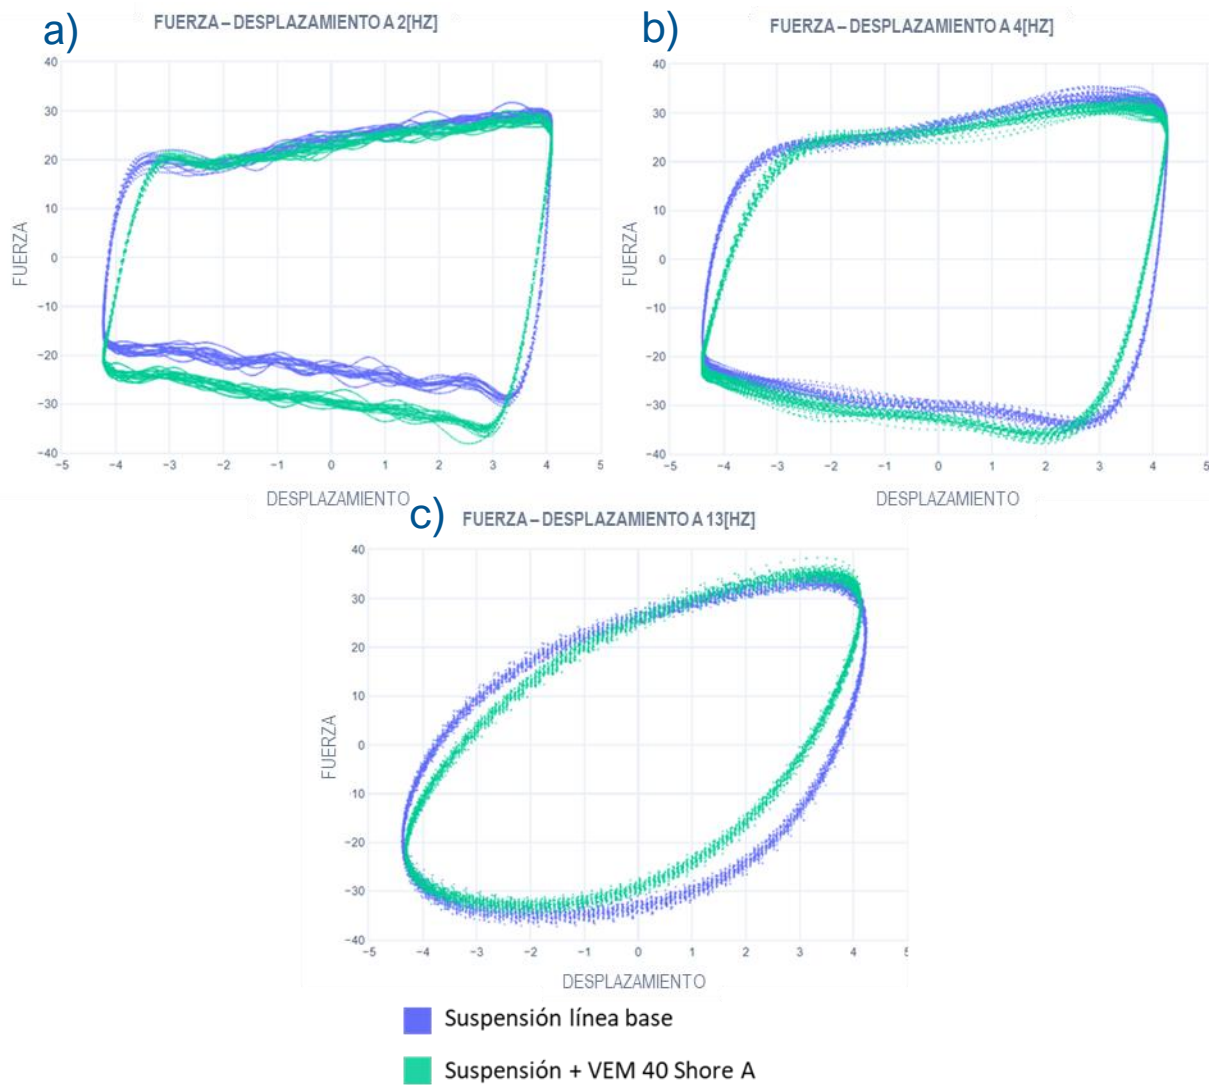 a)
FUERZA – DESPLAZAMIENTO A 2[HZ]
40
30
20
10
0
−10
−20
−30
−40
−5 −4 −3 −2 −1 0 1 2 3 4 5
FUERZA
DESPLAZAMIENTO
b)
FUERZA – DESPLAZAMIENTO A 4[HZ]
40
30
20
10
0
−10
−20
−30
−40
−5 −4 −3 −2 −1 0 1 2 3 4 5
FUERZA
DESPLAZAMIENTO
c)
FUERZA – DESPLAZAMIENTO A 13[HZ]
40
30
20
10
0
10
−20
−30
−40
−5 −4 −3 −2 −1 0 1 2 3 4 5
FUERZA
DESPLAZAMIENTO
Suspensión línea base
Suspensión + VEM 40 Shore A